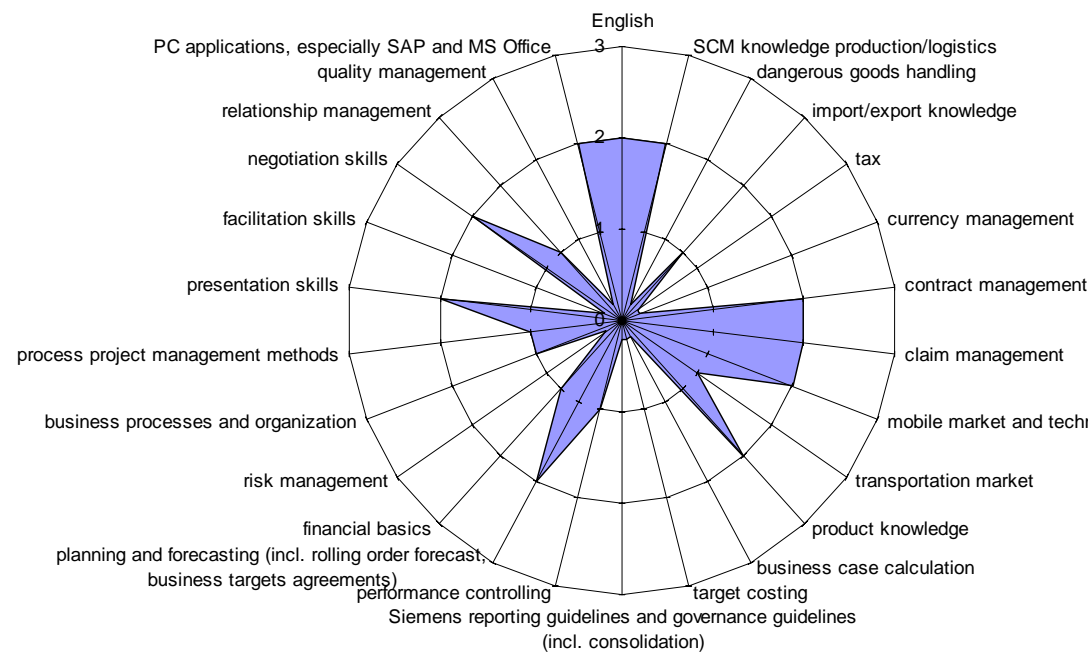 English
PC applications, especially SAP and MS Office
3
SCM knowledge production/logistics
quality management
dangerous goods handling
relationship management
import/export knowledge
2
negotiation skills
tax
facilitation skills
currency management
1
presentation skills
contract management
0
process project management methods
claim management
business processes and organization
mobile market and techn
risk management
transportation market
financial basics
product knowledge
planning and forecasting (incl. rolling order forecast,
business targets agreements)
business case calculation
performance controlling
target costing
Siemens reporting guidelines and governance guidelines
(incl. consolidation)